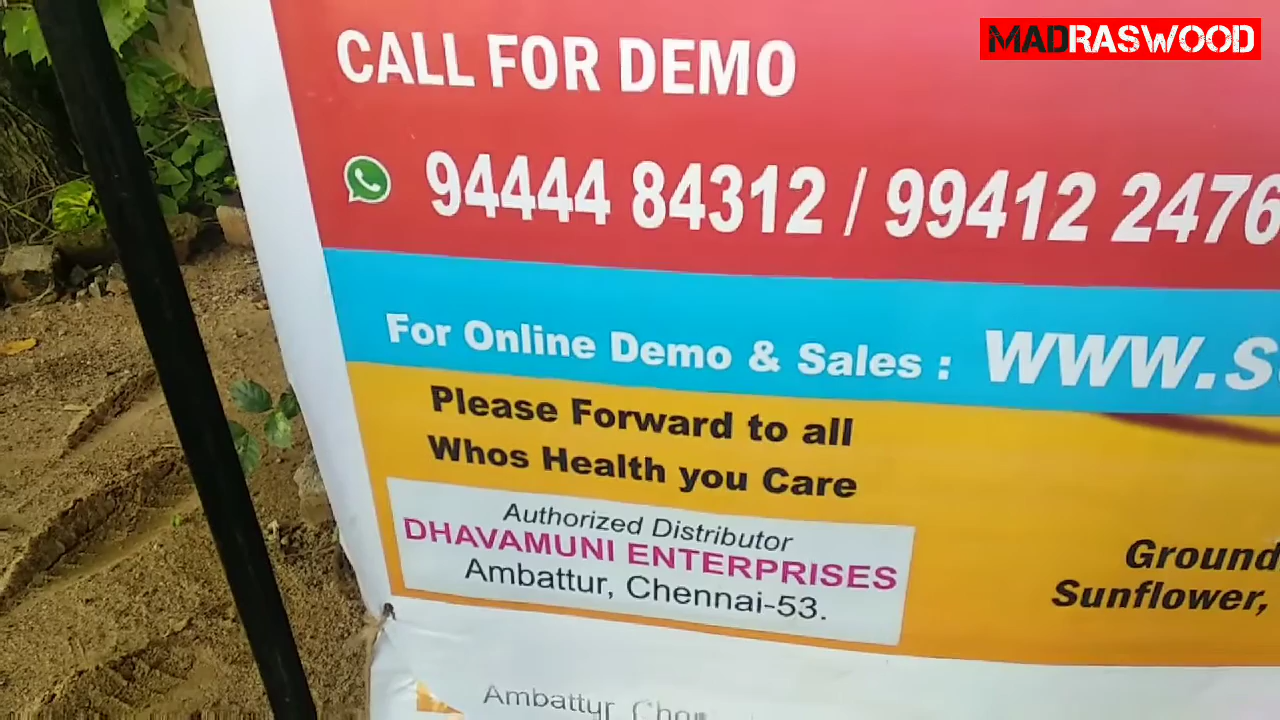 MADRASWOOD
CALL FOR DEMO
94444 84312 / 99412 2476
For Online Demo & Sales : www.s
Please Forward to all
Whos Health you Care
Authorized Distributor
DHAVAMUNI ENTERPRISES
Ambattur, Chennai-53.
Ground
Sunflower,
Ambattur